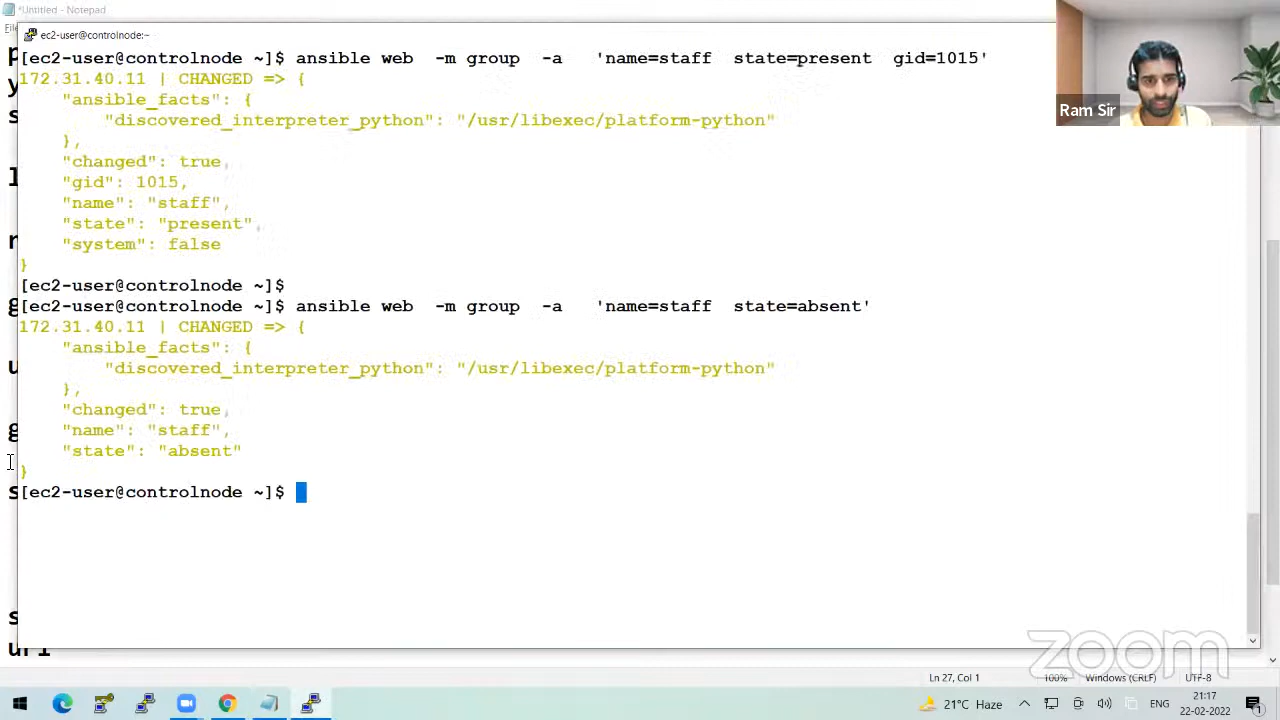 *Untitled - Notepad
ec2-user@controlnode:~
[ec2-user@controlnode ~]$ ansible web -m group -a 'name=staff state=present gid=1015'
172.31.40.11 | CHANGED => {
"ansible_facts": {
"discovered_interpreter_python": "/usr/libexec/platform-python"
},
"changed": true,
"gid": 1015,
"name": "staff",
"state": "present",
"system": false
}
[ec2-user@controlnode ~]$
[ec2-user@controlnode ~]$ ansible web -m group -a 'name=staff state=absent'
172.31.40.11 | CHANGED => {
"ansible_facts": {
"discovered_interpreter_python": "/usr/libexec/platform-python"
},
"changed": true,
"name": "staff",
"state": "absent"
}
[ec2-user@controlnode ~]$
Ram Sir
zoom
Ln 27, Col 1 100% Windows (CRLF) UTF-8
21°C Haze ENG 21:17
22-02-2022 1